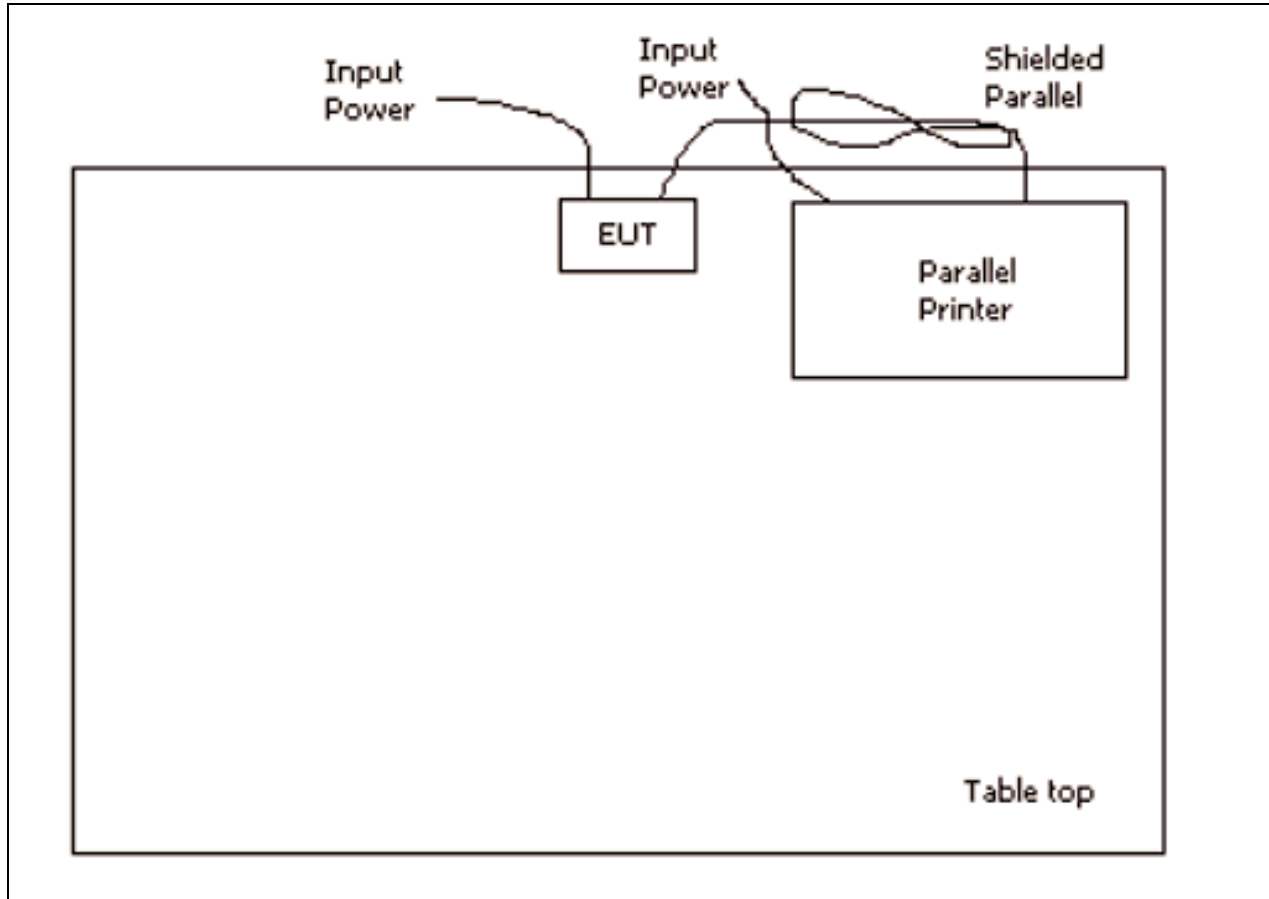 Input
Power
Input
Power
Shielded
Parallel
EUT
Parallel
Printer
Table top